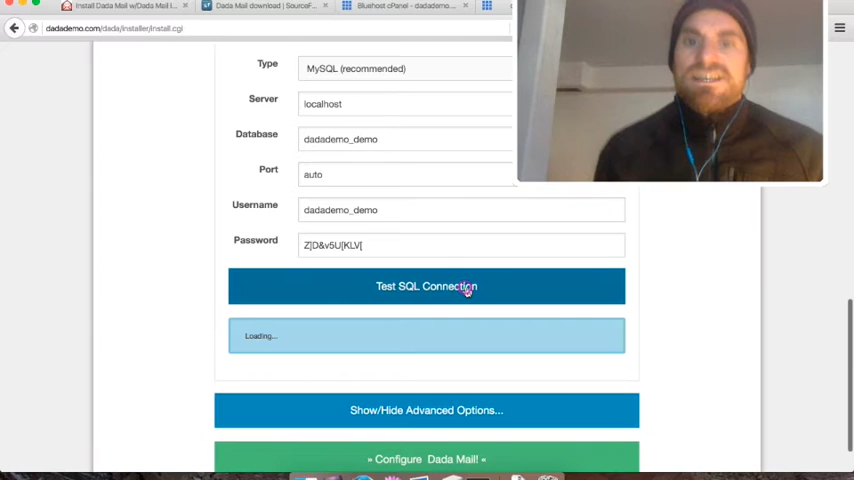 Install Dada Mail w/Dada Mail I... ×
Dada Mail download | SourceF... ×
Bluehost cPanel - dadademo.... ×
dadademo.com/dada/installer/install.cgi
Type MySQL (recommended)
Server localhost
Database dadademo_demo
Port auto
Username dadademo_demo
Password Z]D&v5U[KLV[
Test SQL Connection
Loading...
Show/Hide Advanced Options...
» Configure Dada Mail! «